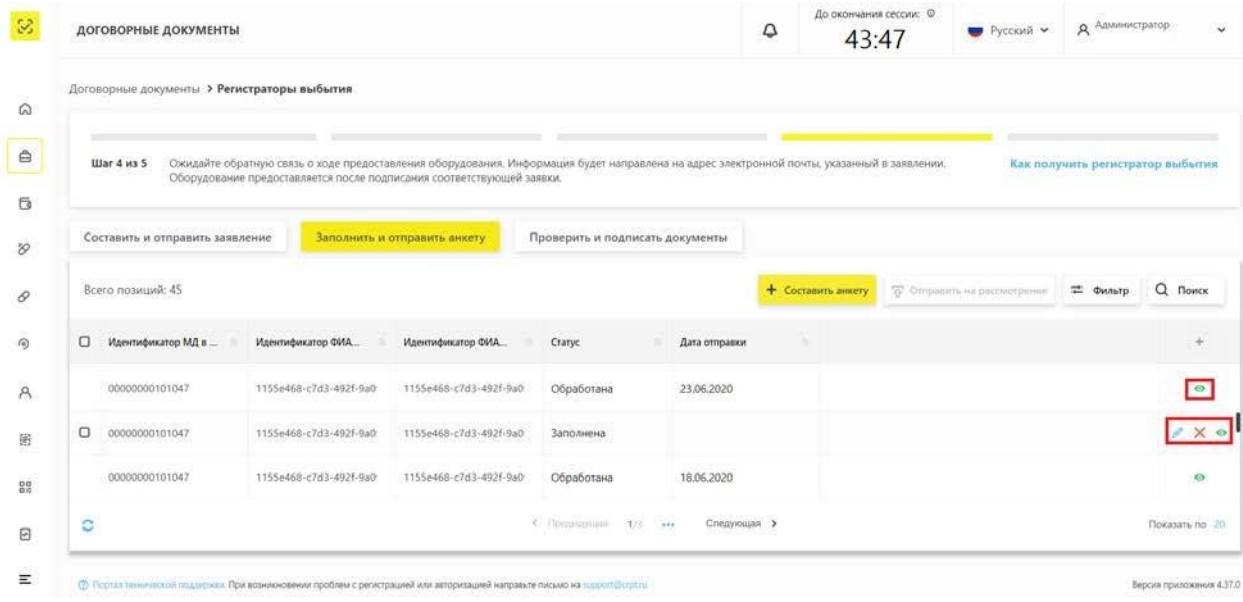 ДОГОВОРНЫЕ ДОКУМЕНТЫ
До окончания сессии:
43:47
Русский
Администратор
Договорные документы > Регистраторы выбытия
Шаг 4 из 5
Ожидайте обратную связь о ходе предоставления оборудования. Информация будет направлена на адрес электронной почты, указанный в заявлении.
Оборудование предоставляется после подписания соответствующей заявки.
Как получить регистратор выбытия
Составить и отправить заявление
Заполнить и отправить анкету
Проверить и подписать документы
Всего позиций: 45
+ Составить анкету
Отправить на рассмотрение
Фильтр
Поиск
Идентификатор МД в ... Идентификатор ФИА... Идентификатор ФИА... Статус Дата отправки +
00000000101047 1155e468-c7d3-492f-9a0 1155e468-c7d3-492f-9a0 Обработана 23.06.2020
00000000101047 1155e468-c7d3-492f-9a0 1155e468-c7d3-492f-9a0 Заполнена
00000000101047 1155e468-c7d3-492f-9a0 1155e468-c7d3-492f-9a0 Обработана 18.06.2020
< Предыдущая 1/3 ••• Следующая >
Показать по 20
Портал технической поддержки. При возникновении проблем с регистрацией или авторизацией направьте письмо на support@crpt.ru
Версия приложения 4.37.0